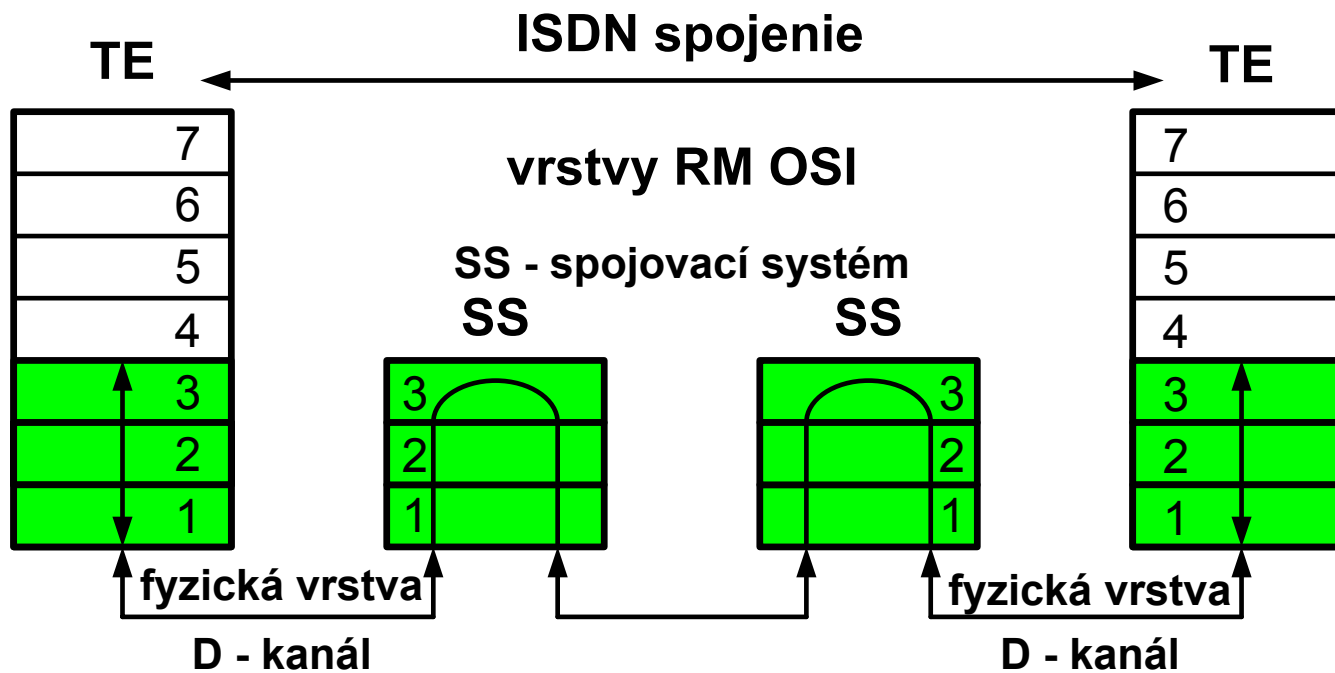 ISDN spojenie
TE
TE
vrstvy RM OSI
SS - spojovací systém
SS
SS
7
6
5
4
3
2
1
3
2
1
3
2
1
7
6
5
4
3
2
1
fyzická vrstva
D - kanál
fyzická vrstva
D - kanál